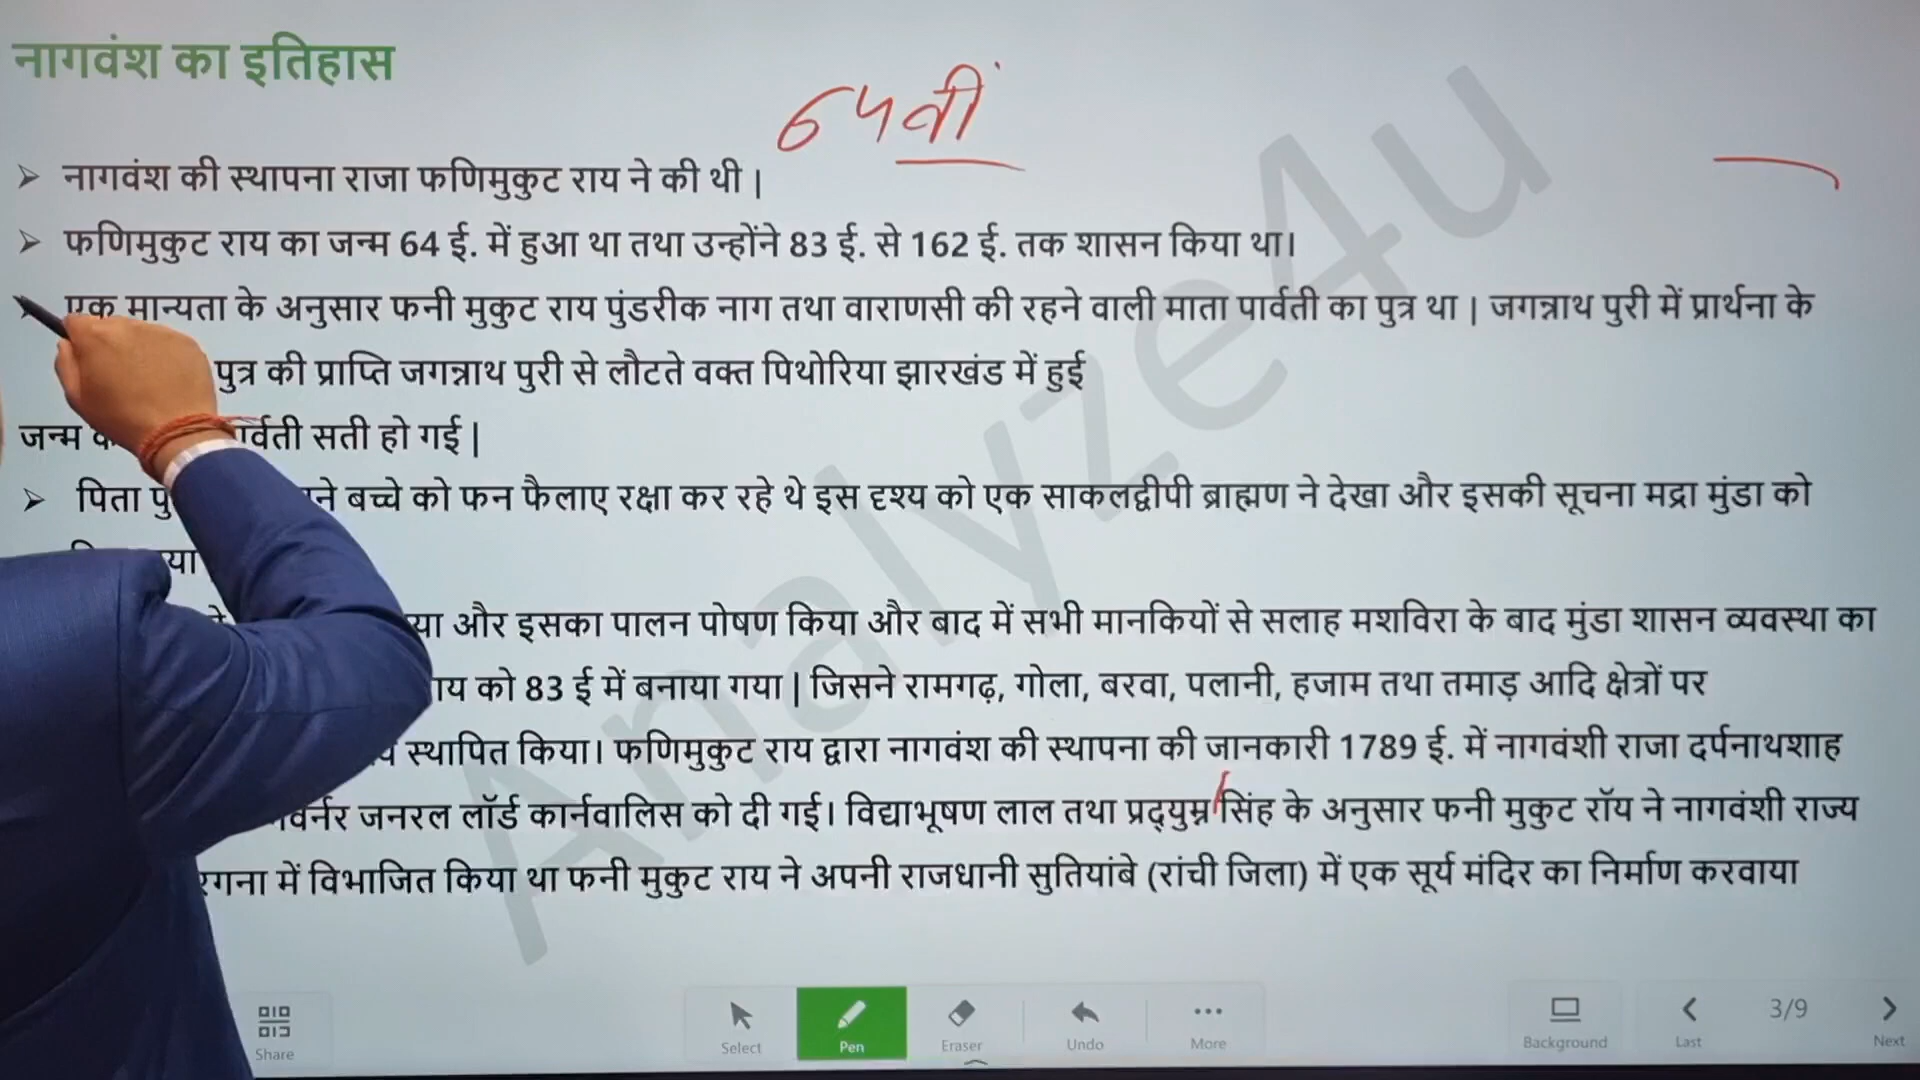 नागवंश का इतिहास
64वीं
➤ नागवंश की स्थापना राजा फणिमुकुट राय ने की थी |
➤ फणिमुकुट राय का जन्म 64 ई. में हुआ था तथा उन्होंने 83 ई. से 162 ई. तक शासन किया था।
एक मान्यता के अनुसार फनी मुकुट राय पुंडरीक नाग तथा वाराणसी की रहने वाली माता पार्वती का पुत्र था | जगन्नाथ पुरी में प्रार्थना के
पुत्र की प्राप्ति जगन्नाथ पुरी से लौटते वक्त पिथोरिया झारखंड में हुई
जन्म सती हो गई |
➤ पिता बच्चे को फन फैलाए रक्षा कर रहे थे इस दृश्य को एक साकलद्वीपी ब्राह्मण ने देखा और इसकी सूचना मद्रा मुंडा को
और इसका पालन पोषण किया और बाद में सभी मानकियों से सलाह मशविरा के बाद मुंडा शासन व्यवस्था का
को 83 ई में बनाया गया | जिसने रामगढ़, गोला, बरवा, पलानी, हजाम तथा तमाड़ आदि क्षेत्रों पर
स्थापित किया। फणिमुकुट राय द्वारा नागवंश की स्थापना की जानकारी 1789 ई. में नागवंशी राजा दर्पनाथशाह
जनरल लॉर्ड कार्नवालिस को दी गई। विद्याभूषण लाल तथा प्रद्युम्न सिंह के अनुसार फनी मुकुट रॉय ने नागवंशी राज्य
में विभाजित किया था फनी मुकुट राय ने अपनी राजधानी सुतियांबे (रांची जिला) में एक सूर्य मंदिर का निर्माण करवाया
Analyze4u
Share
Select
Pen
Eraser
Undo
More
Background
Last
3/9
Next